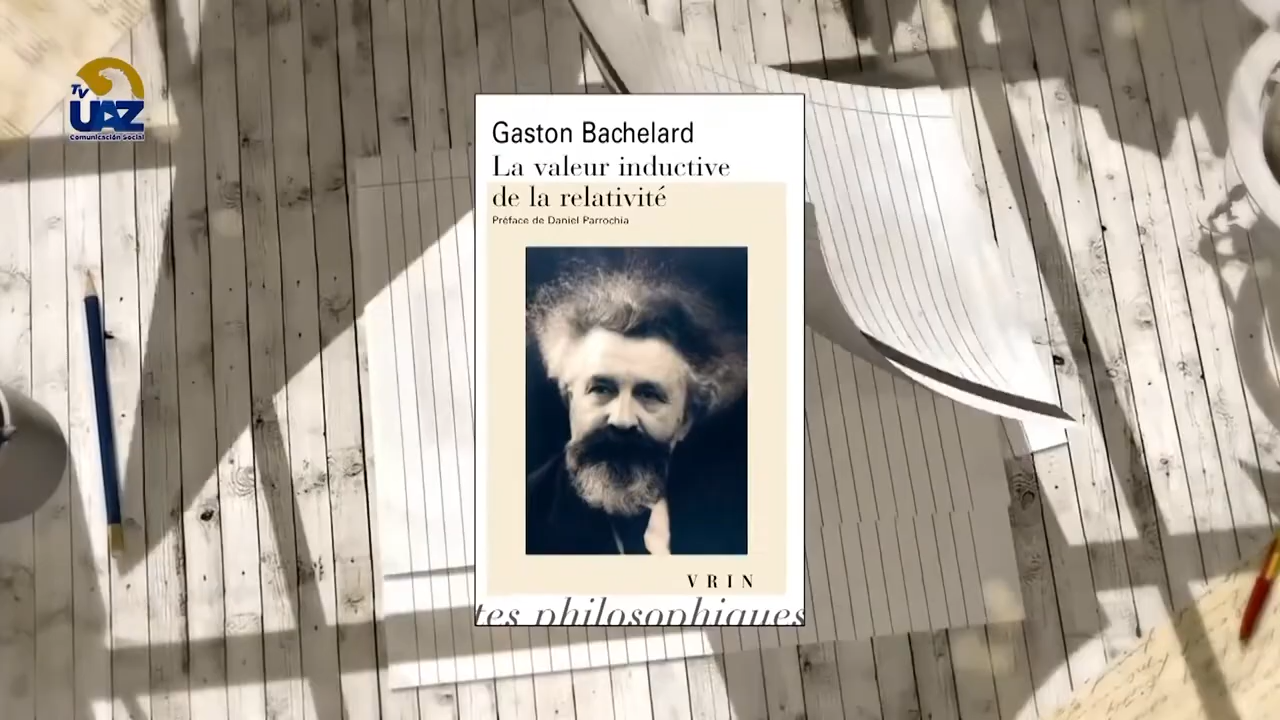 TV
UAZ
Comunicación Social
Gaston Bachelard
La valeur inductive
de la relativité
Préface de Daniel Parrochia
VRIN
tes philosophiques